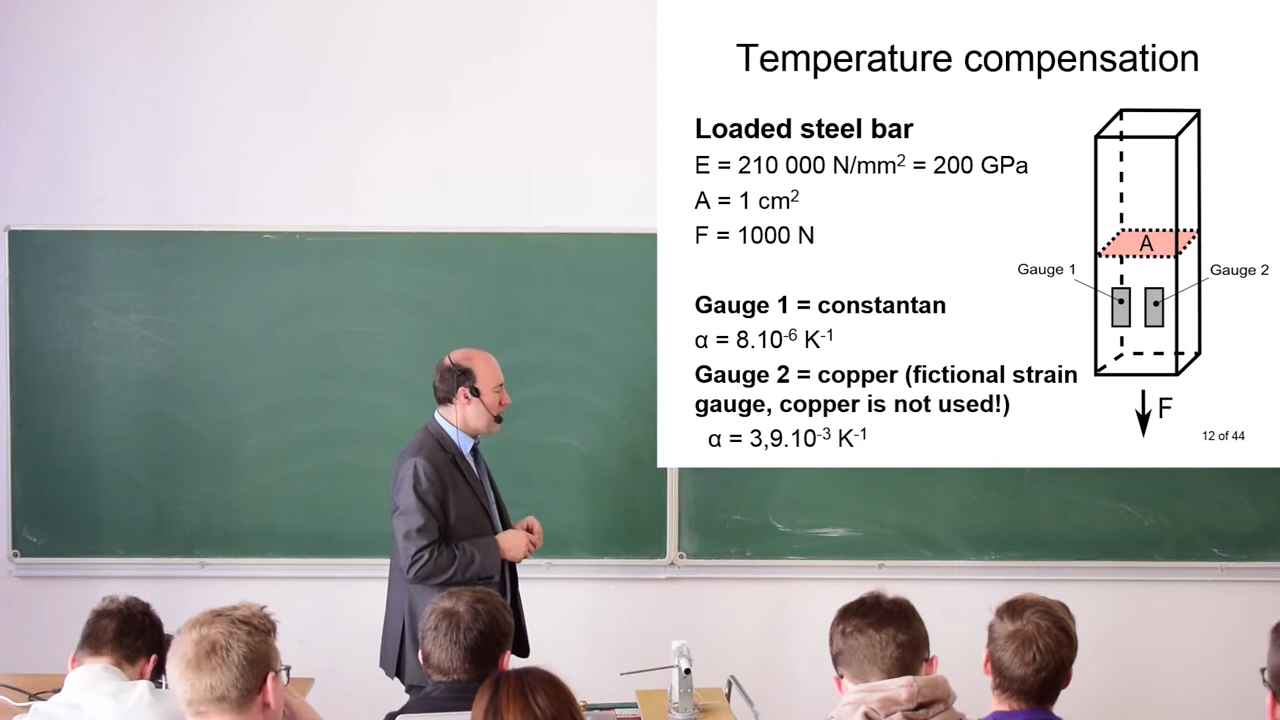 Temperature compensation
Loaded steel bar
E = 210 000 N/mm² = 200 GPa
A = 1 cm²
F = 1000 N
A
Gauge 1
Gauge 2
Gauge 1 = constantan
α = 8.10⁻⁶ K⁻¹
Gauge 2 = copper (fictional strain
gauge, copper is not used!)
α = 3,9.10⁻³ K⁻¹
F
12 of 44